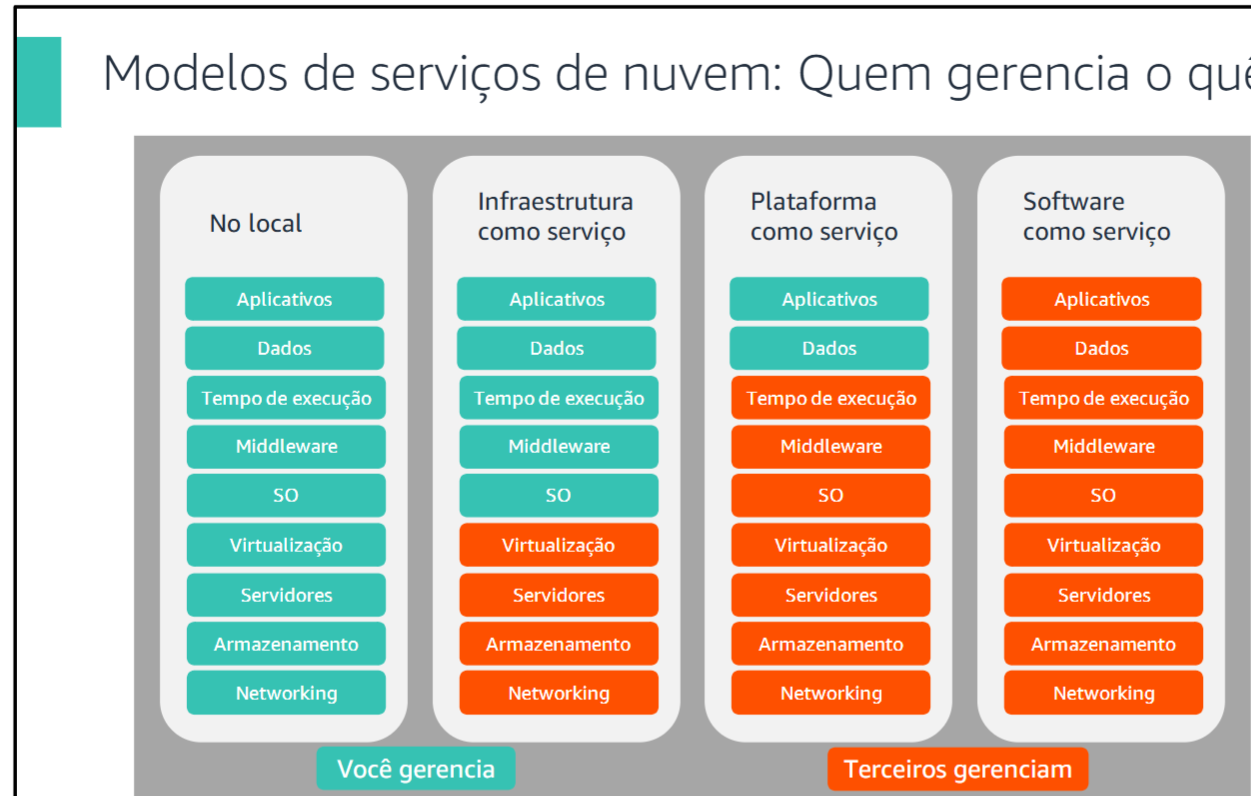 Modelos de serviços de nuvem: Quem gerencia o quê
No local
Aplicativos
Dados
Tempo de execução
Middleware
SO
Virtualização
Servidores
Armazenamento
Networking
Infraestrutura
como serviço
Aplicativos
Dados
Tempo de execução
Middleware
SO
Virtualização
Servidores
Armazenamento
Networking
Plataforma
como serviço
Aplicativos
Dados
Tempo de execução
Middleware
SO
Virtualização
Servidores
Armazenamento
Networking
Software
como serviço
Aplicativos
Dados
Tempo de execução
Middleware
SO
Virtualização
Servidores
Armazenamento
Networking
Você gerencia
Terceiros gerenciam